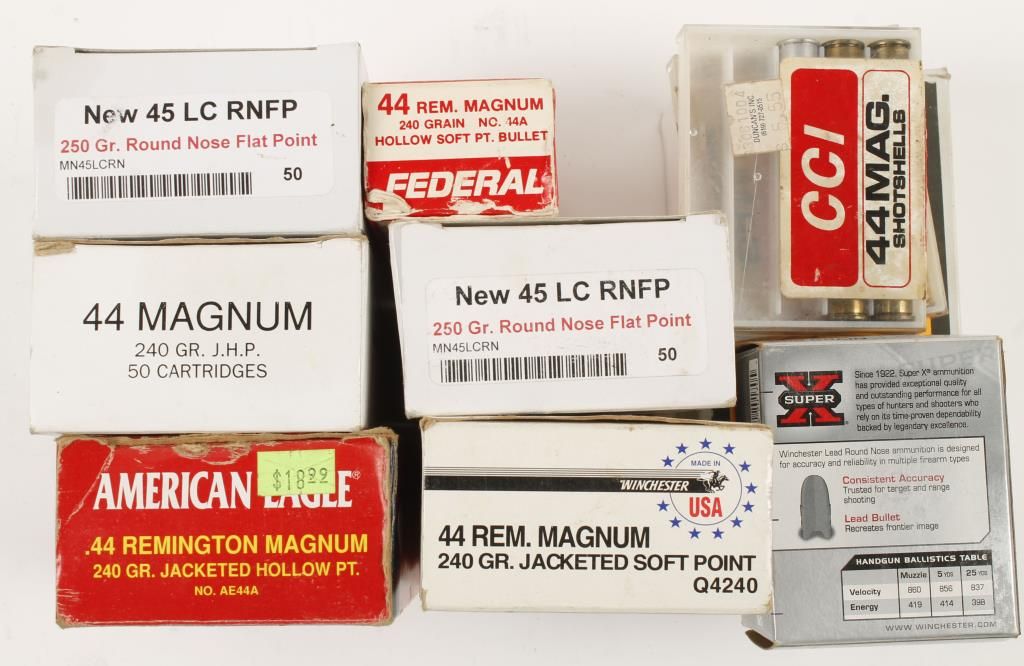 New 45 LC RNFP
250 Gr. Round Nose Flat Point
MN45LCRN
50
44 REM. MAGNUM
240 GRAIN NO. 44A
HOLLOW SOFT PT. BULLET
FEDERAL
DUNCAN'S INC
CCI
44 MAG.
SHOTSHELLS
44 MAGNUM
240 GR. J.H.P.
50 CARTRIDGES
New 45 LC RNFP
250 Gr. Round Nose Flat Point
MN45LCRN
50
AMERICAN EAGLE®
$18.99
.44 REMINGTON MAGNUM
240 GR. JACKETED HOLLOW PT.
NO. AE44A
MADE IN
WINCHESTER
USA
44 REM. MAGNUM
240 GR. JACKETED SOFT POINT
Q4240
SUPER X
Since 1922, Super X® ammunition
has provided exceptional quality
and outstanding performance for all
types of hunters and shooters who
rely on its time-proven dependability
backed by legendary excellence.
Winchester Lead Round Nose ammunition is designed
for accuracy and reliability in multiple firearm types
Consistent Accuracy
Trusted for target and range
shooting
Lead Bullet
Recreates frontier image
HANDGUN BALLISTICS TABLE
Muzzle 5 YDS 25 YDS
Velocity 860 856 837
Energy 419 414 398
WWW.WINCHESTER.COM